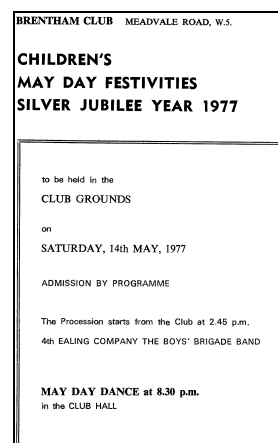 BRENTHAM CLUB MEADVALE ROAD, W.5.
CHILDREN'S
MAY DAY FESTIVITIES
SILVER JUBILEE YEAR 1977
to be held in the
CLUB GROUNDS
on
SATURDAY, 14th MAY, 1977
ADMISSION BY PROGRAMME
The Procession starts from the Club at 2.45 p.m.
4th EALING COMPANY THE BOYS' BRIGADE BAND
MAY DAY DANCE at 8.30 p.m.
in the CLUB HALL